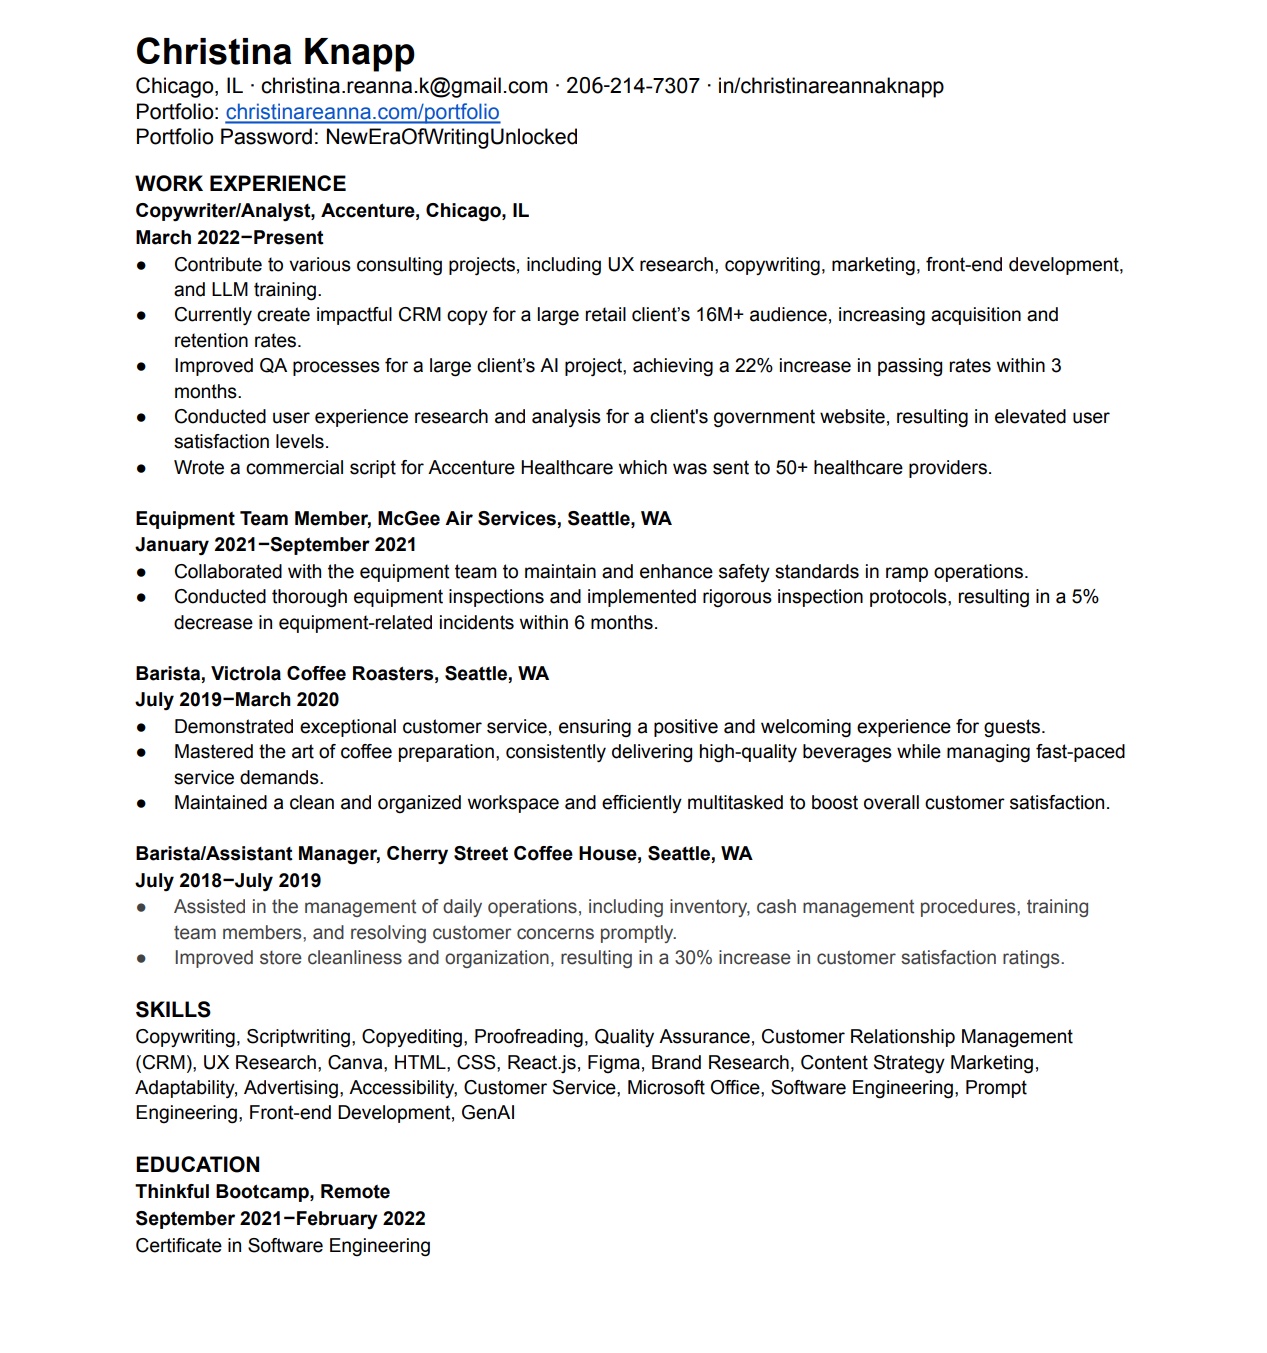 Christina Knapp
Chicago, IL · christina.reanna.k@gmail.com · 206-214-7307 · in/christinareannaknapp
Portfolio: christinareanna.com/portfolio
Portfolio Password: NewEraOfWritingUnlocked
WORK EXPERIENCE
Copywriter/Analyst, Accenture, Chicago, IL
March 2022–Present
● Contribute to various consulting projects, including UX research, copywriting, marketing, front-end development,
and LLM training.
● Currently create impactful CRM copy for a large retail client’s 16M+ audience, increasing acquisition and
retention rates.
● Improved QA processes for a large client’s AI project, achieving a 22% increase in passing rates within 3
months.
● Conducted user experience research and analysis for a client's government website, resulting in elevated user
satisfaction levels.
● Wrote a commercial script for Accenture Healthcare which was sent to 50+ healthcare providers.
Equipment Team Member, McGee Air Services, Seattle, WA
January 2021–September 2021
● Collaborated with the equipment team to maintain and enhance safety standards in ramp operations.
● Conducted thorough equipment inspections and implemented rigorous inspection protocols, resulting in a 5%
decrease in equipment-related incidents within 6 months.
Barista, Victrola Coffee Roasters, Seattle, WA
July 2019–March 2020
● Demonstrated exceptional customer service, ensuring a positive and welcoming experience for guests.
● Mastered the art of coffee preparation, consistently delivering high-quality beverages while managing fast-paced
service demands.
● Maintained a clean and organized workspace and efficiently multitasked to boost overall customer satisfaction.
Barista/Assistant Manager, Cherry Street Coffee House, Seattle, WA
July 2018–July 2019
● Assisted in the management of daily operations, including inventory, cash management procedures, training
team members, and resolving customer concerns promptly.
● Improved store cleanliness and organization, resulting in a 30% increase in customer satisfaction ratings.
SKILLS
Copywriting, Scriptwriting, Copyediting, Proofreading, Quality Assurance, Customer Relationship Management
(CRM), UX Research, Canva, HTML, CSS, React.js, Figma, Brand Research, Content Strategy Marketing,
Adaptability, Advertising, Accessibility, Customer Service, Microsoft Office, Software Engineering, Prompt
Engineering, Front-end Development, GenAI
EDUCATION
Thinkful Bootcamp, Remote
September 2021–February 2022
Certificate in Software Engineering